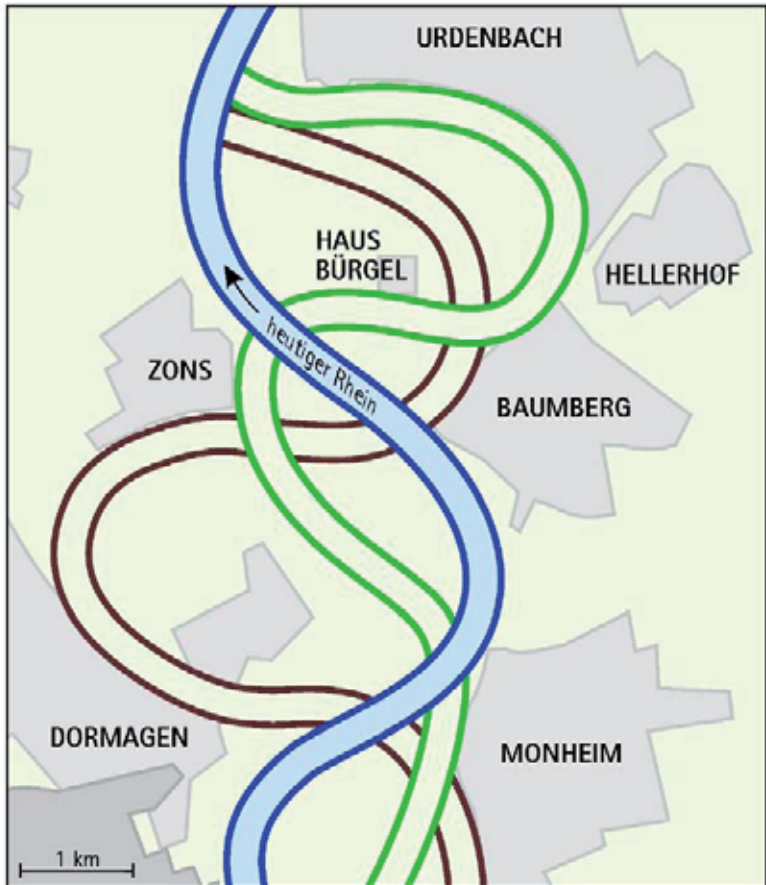 URDENBACH
HAUS
BÜRGEL
HELLERHOF
heutiger Rhein
ZONS
BAUMBERG
DORMAGEN
MONHEIM
1 km